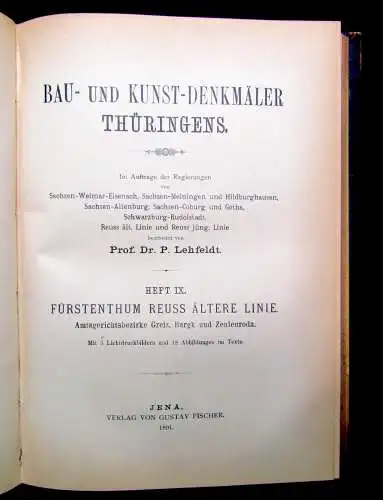 BAU- UND KUNST-DENKMÄLER
THÜRINGENS.
Im Auftrage der Regierungen
von
Sachsen-Weimar-Eisenach, Sachsen-Meiningen und Hildburghausen,
Sachsen-Altenburg, Sachsen-Coburg und Gotha,
Schwarzburg-Rudolstadt,
Reuss ält. Linie und Reuss jüng. Linie
bearbeitet von
Prof. Dr. P. Lehfeldt.
HEFT IX.
FÜRSTENTHUM REUSS ÄLTERE LINIE.
Amtsgerichtsbezirke Greiz, Burgk und Zeulenroda.
Mit 5 Lichtdruckbildern und 18 Abbildungen im Texte.
JENA,
VERLAG VON GUSTAV FISCHER.
1891.